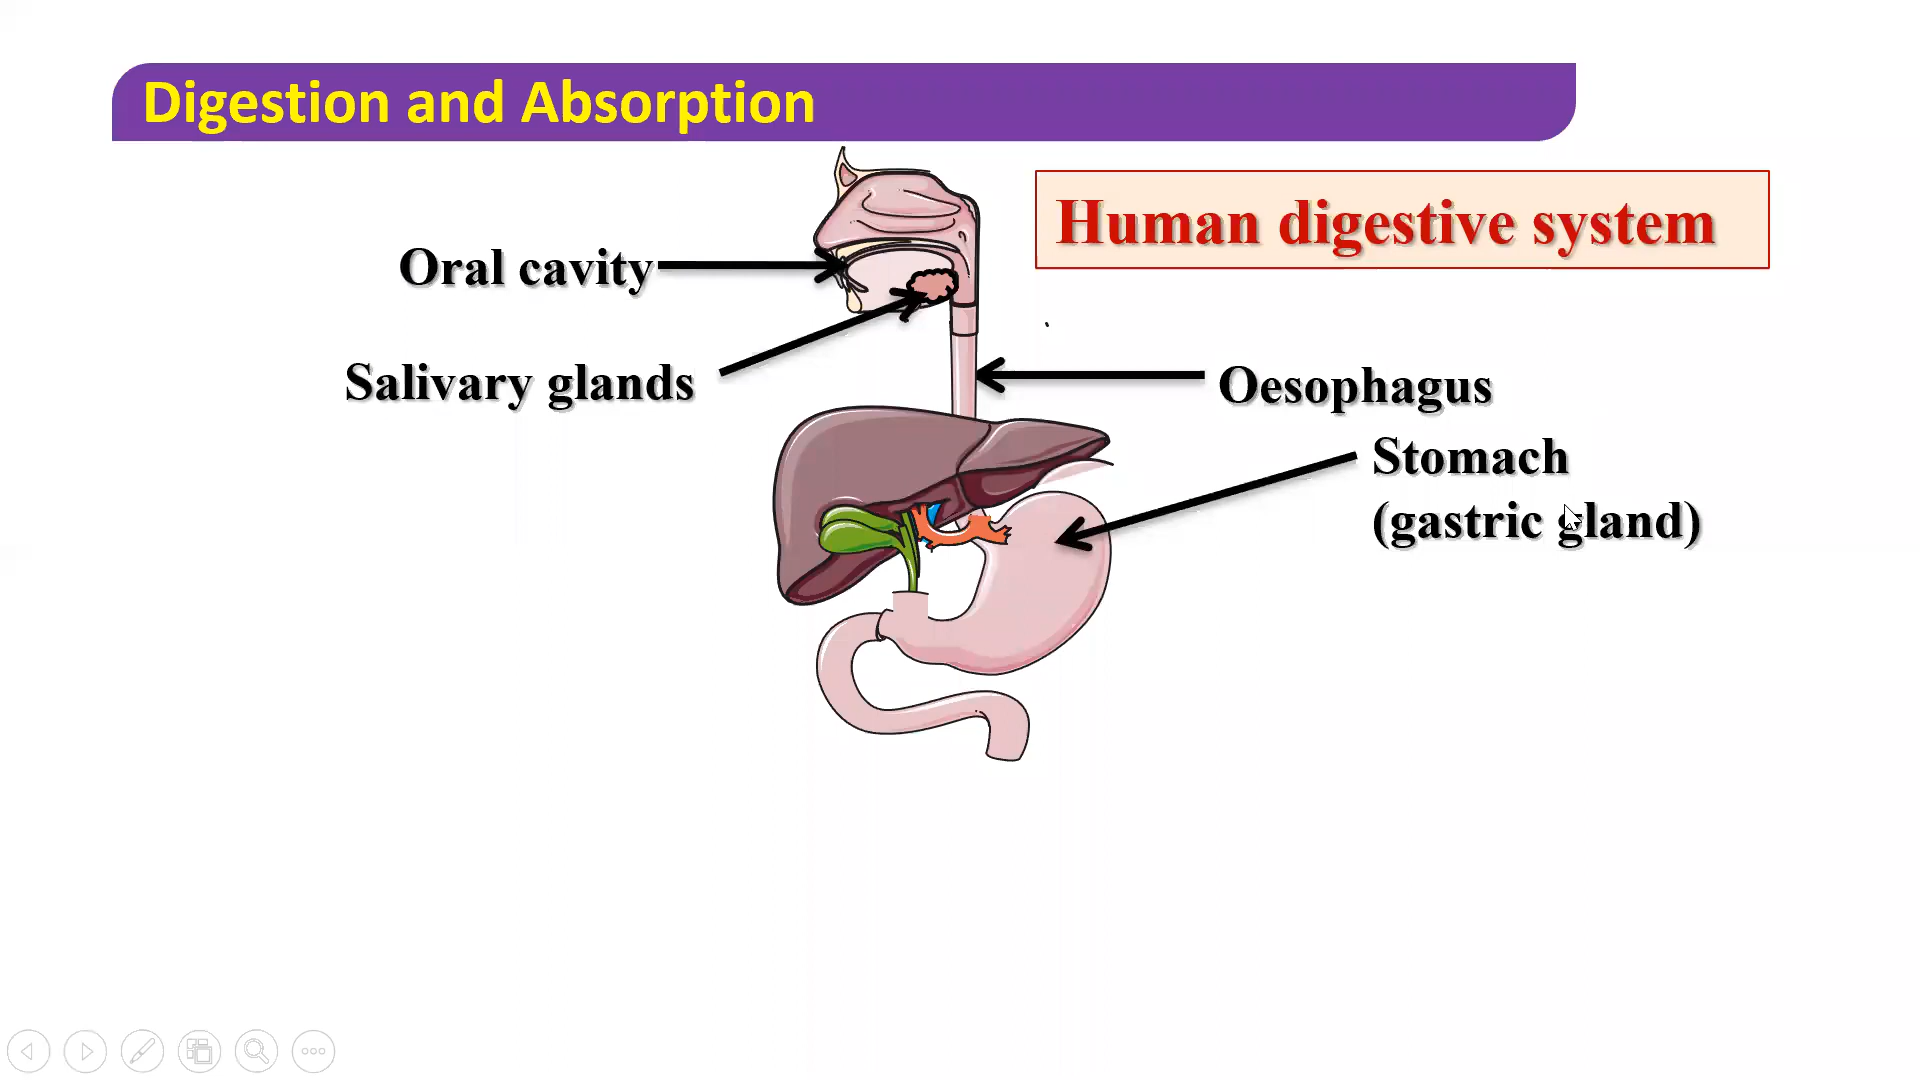 Digestion and Absorption
Human digestive system
Oral cavity
Salivary glands
Oesophagus
Stomach
(gastric gland)